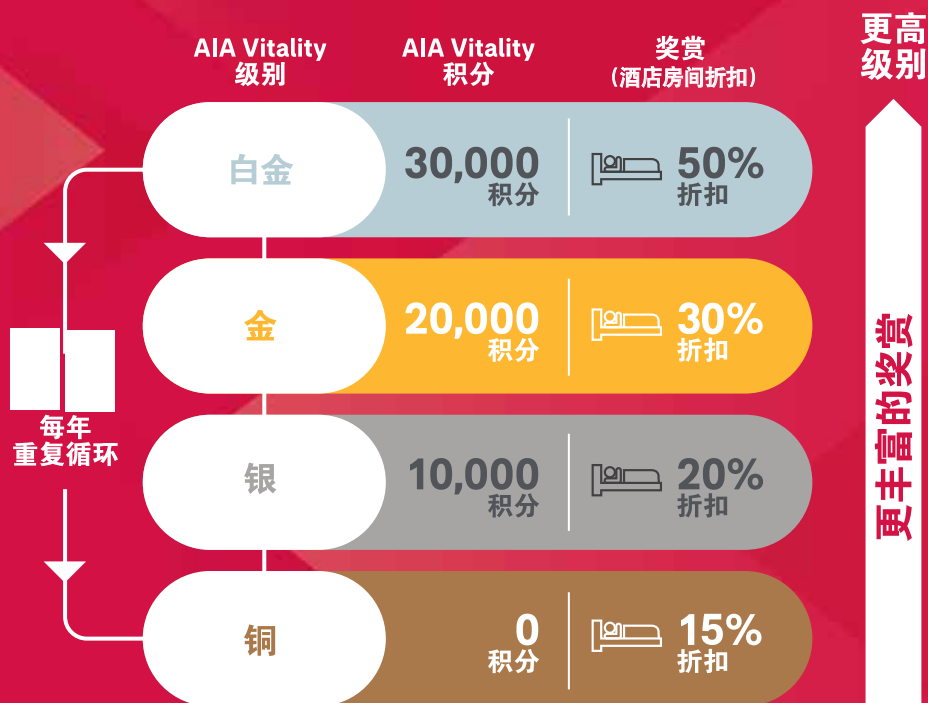 AIA Vitality
级别
AIA Vitality
积分
奖赏
（酒店房间折扣）
更高
级别
白金
30,000
积分
50%
折扣
金
20,000
积分
30%
折扣
每年
重复循环
银
10,000
积分
20%
折扣
更丰富的奖赏
铜
0
积分
15%
折扣